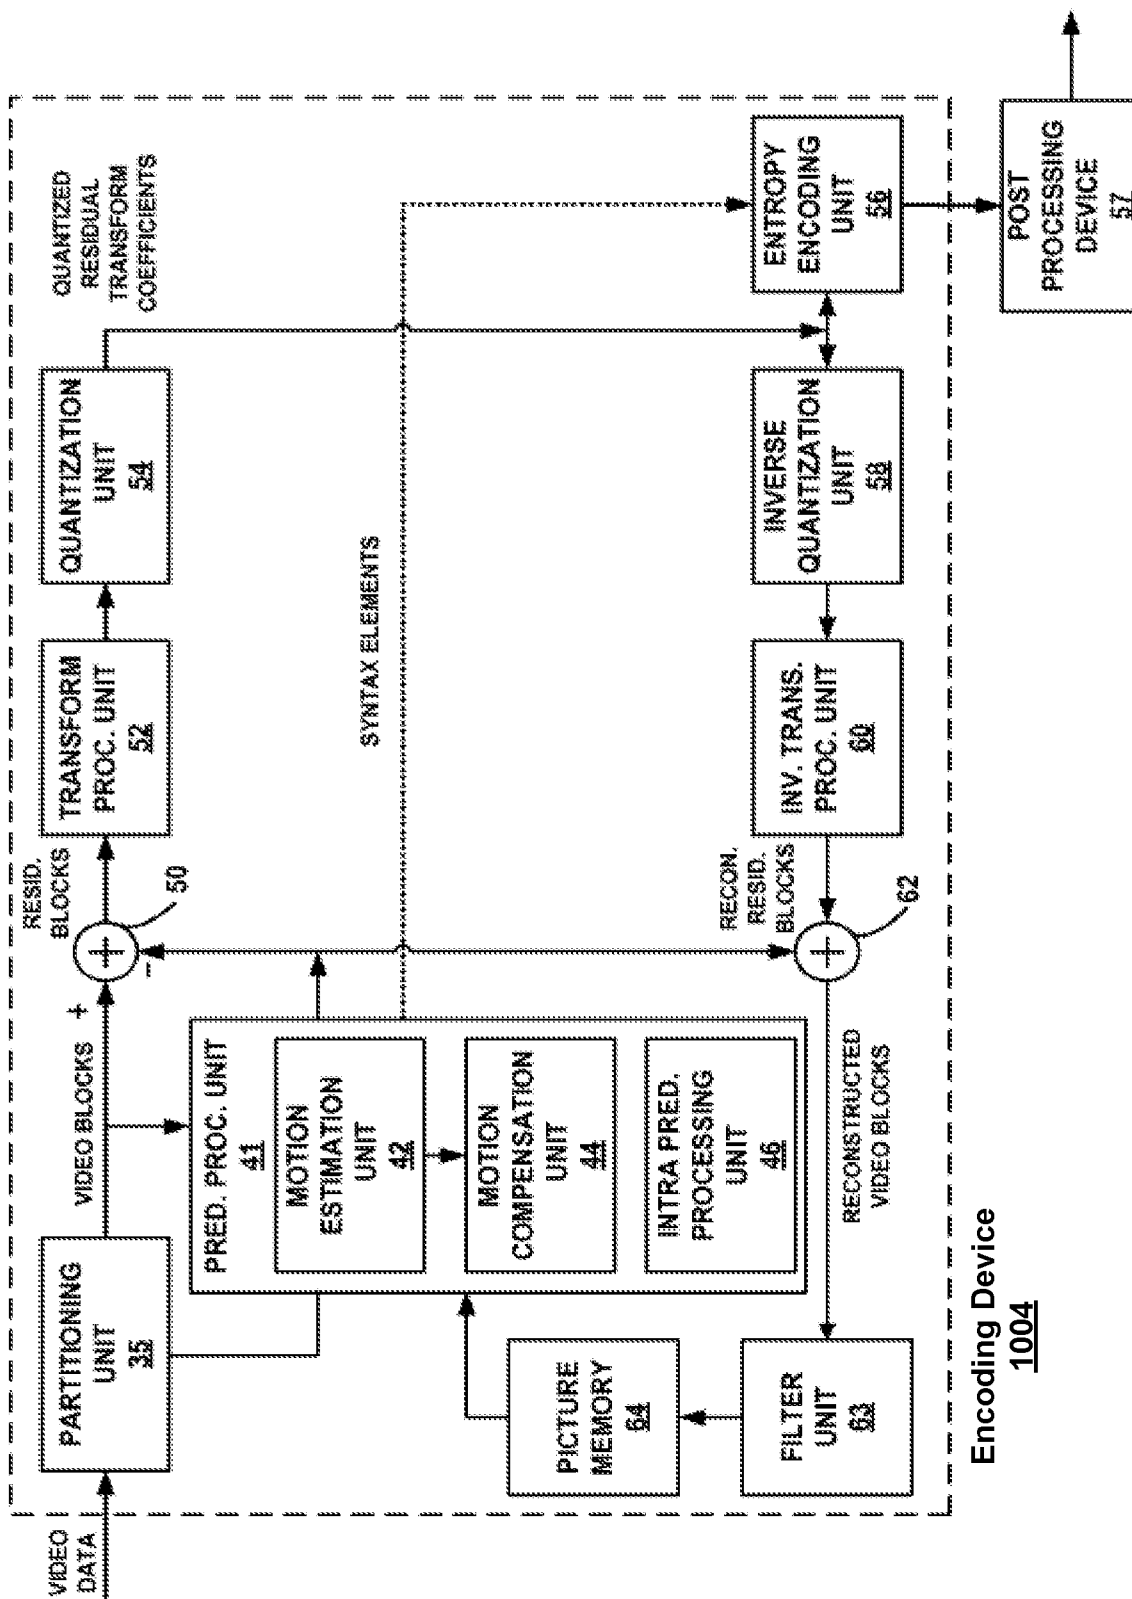 VIDEO
DATA
PARTITIONING
UNIT
35
VIDEO BLOCKS
+
-
50
RESID.
BLOCKS
TRANSFORM
PROC. UNIT
52
QUANTIZATION
UNIT
54
QUANTIZED
RESIDUAL
TRANSFORM
COEFFICIENTS
PRED. PROC. UNIT
41
MOTION
ESTIMATION
UNIT
42
MOTION
COMPENSATION
UNIT
44
INTRA PRED.
PROCESSING
UNIT
46
SYNTAX ELEMENTS
PICTURE
MEMORY
64
FILTER
UNIT
63
RECONSTRUCTED
VIDEO BLOCKS
62
RECON.
RESID.
BLOCKS
INV. TRANS.
PROC. UNIT
60
INVERSE
QUANTIZATION
UNIT
58
ENTROPY
ENCODING
UNIT
56
POST
PROCESSING
DEVICE
57
Encoding Device
1004